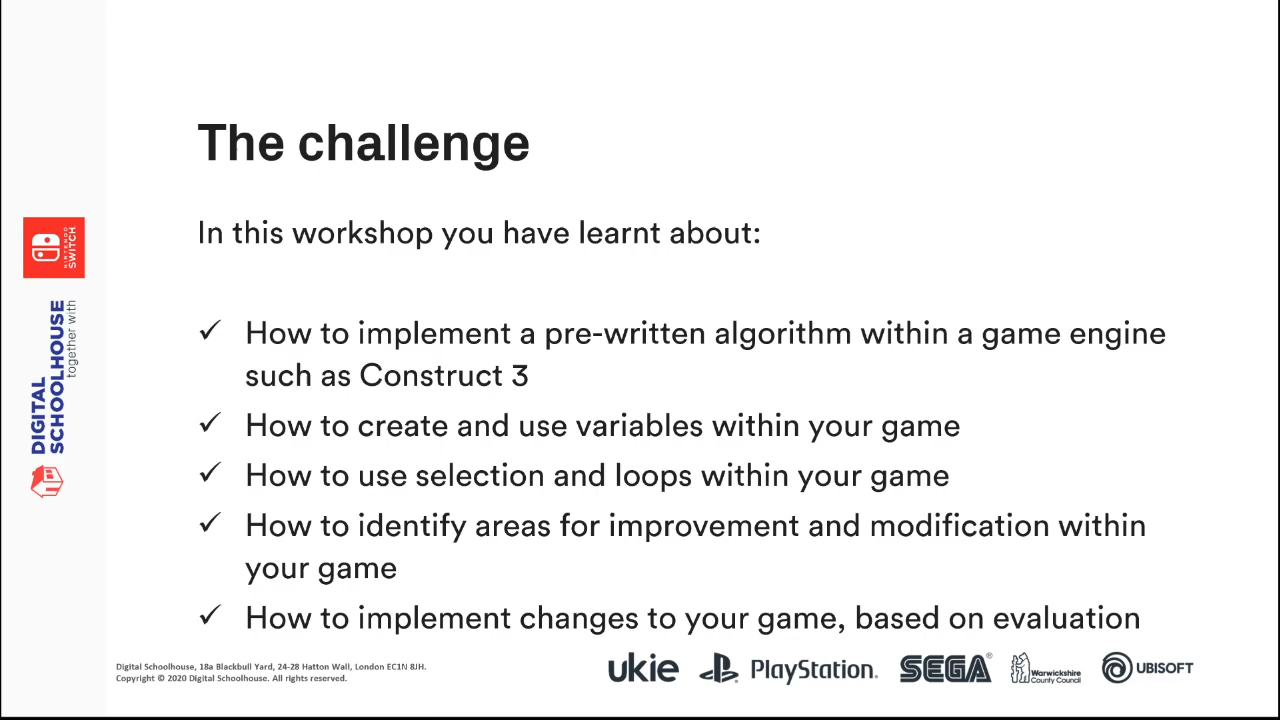 The challenge
In this workshop you have learnt about:
✓ How to implement a pre-written algorithm within a game engine
such as Construct 3
✓ How to create and use variables within your game
✓ How to use selection and loops within your game
✓ How to identify areas for improvement and modification within
your game
✓ How to implement changes to your game, based on evaluation
NINTENDO
SWITCH
DIGITAL
SCHOOLHOUSE
together with
Digital Schoolhouse, 18a Blackbull Yard, 24-28 Hatton Wall, London EC1N 8JH.
Copyright © 2020 Digital Schoolhouse. All rights reserved.
ukie
PlayStation.
SEGA®
Warwickshire
County Council
UBISOFT